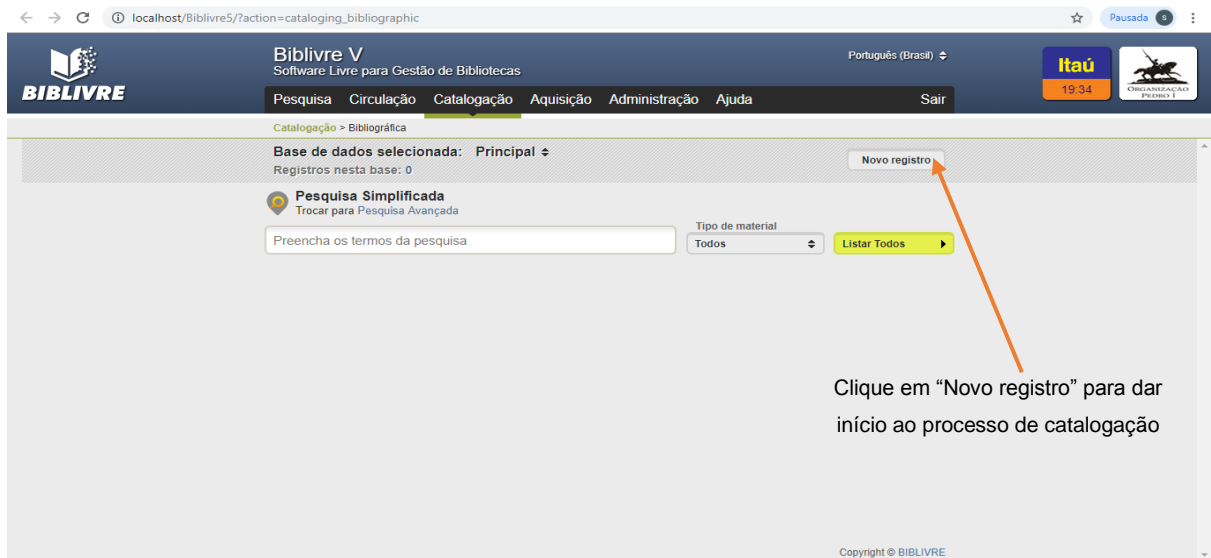 localhost/Biblivre5/?action=cataloging_bibliographic
Pausada
s
BIBLIVRE
Biblivre V
Software Livre para Gestão de Bibliotecas
Português (Brasil)
Pesquisa Circulação Catalogação Aquisição Administração Ajuda Sair
Itaú
19:34
ORGANIZAÇÃO
PEDRO I
Catalogação > Bibliográfica
Base de dados selecionada: Principal
Registros nesta base: 0
Novo registro
Pesquisa Simplificada
Trocar para Pesquisa Avançada
Preencha os termos da pesquisa
Tipo de material
Todos
Listar Todos
Clique em “Novo registro” para dar
início ao processo de catalogação
Copyright © BIBLIVRE